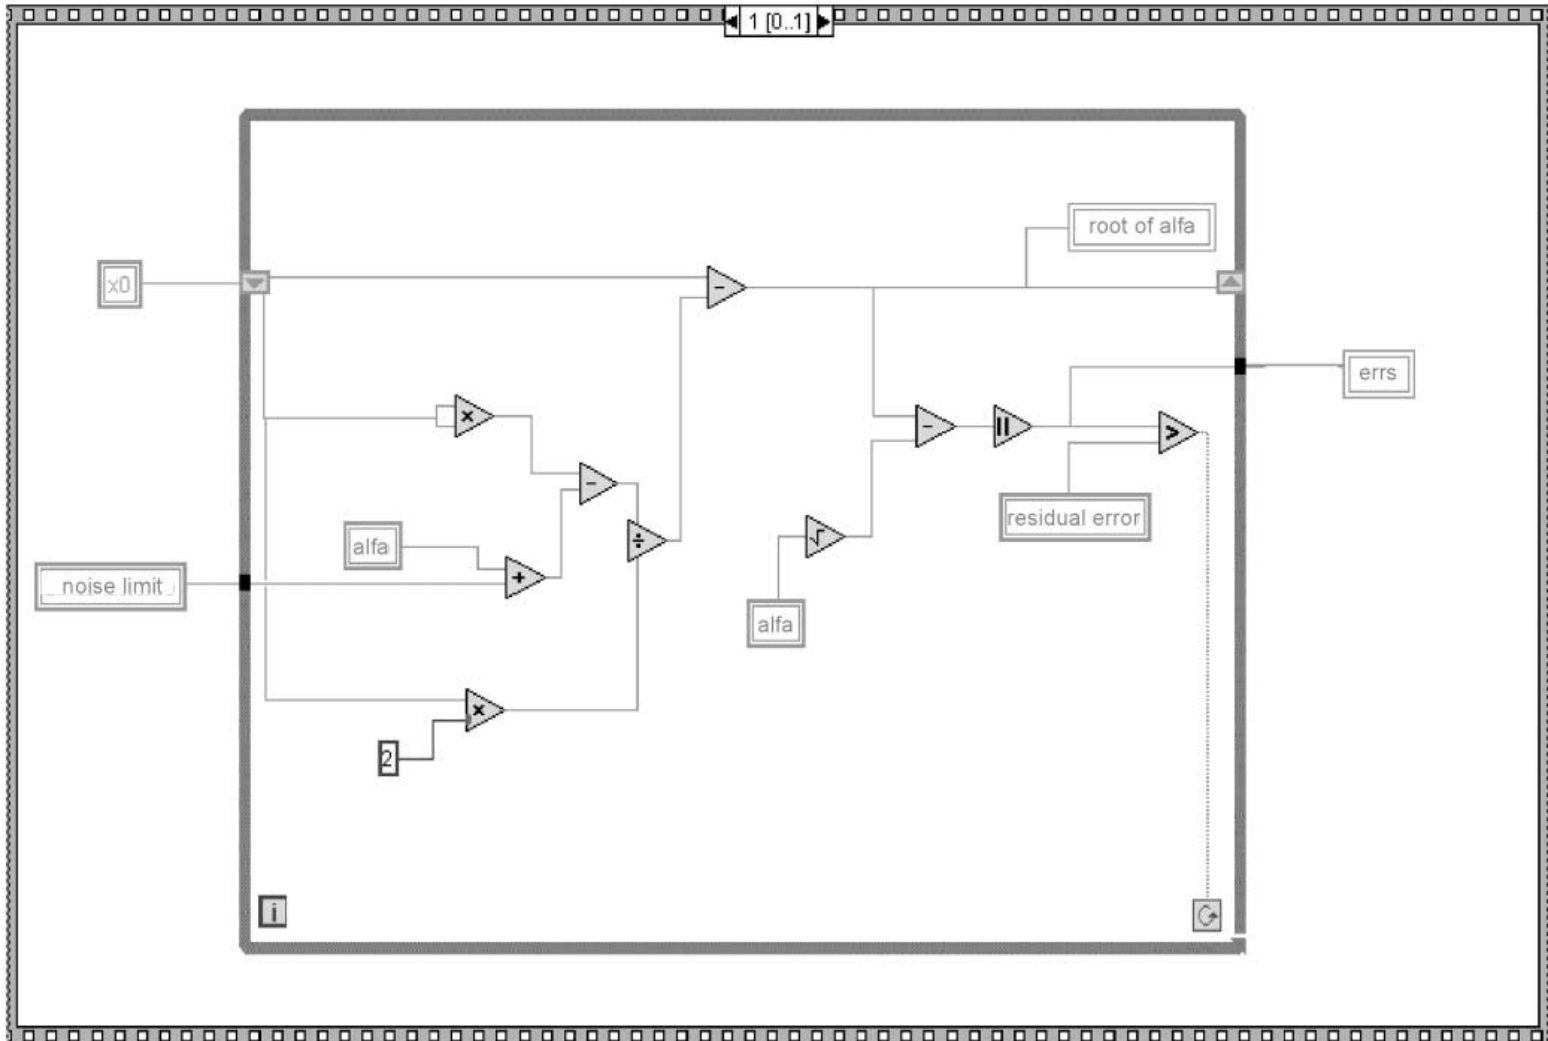 1 [0..1]
root of alfa
x0
-
errs
x
-
||
>
-
residual error
alfa
÷
√
+
noise limit
alfa
x
2
i